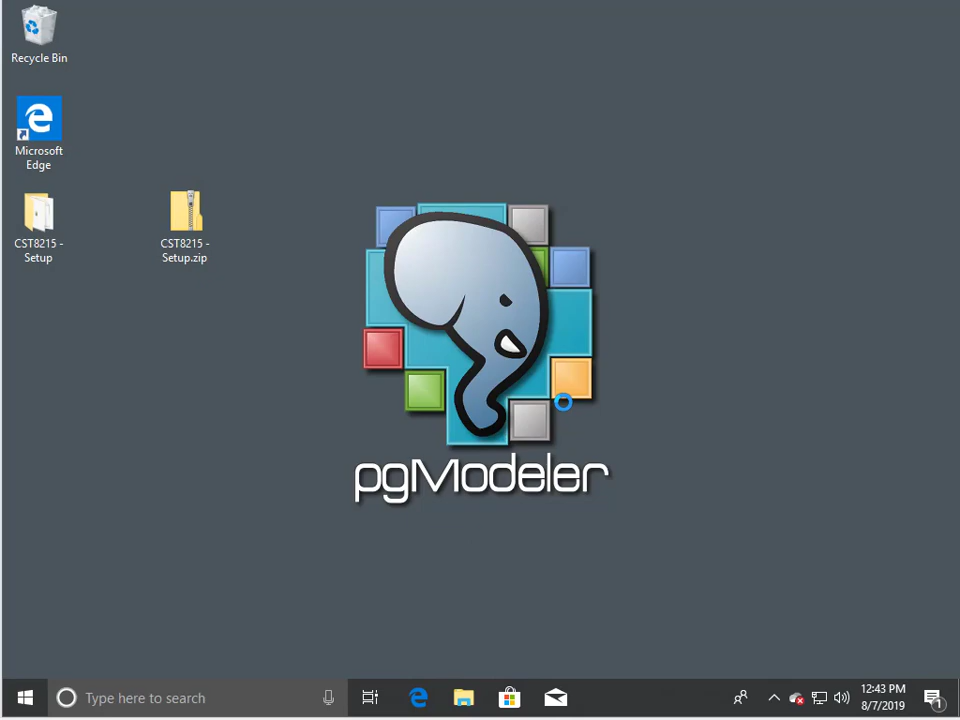 Recycle Bin
Microsoft
Edge
CST8215 -
Setup
CST8215 -
Setup.zip
pgModeler
Type here to search
12:43 PM
8/7/2019
1